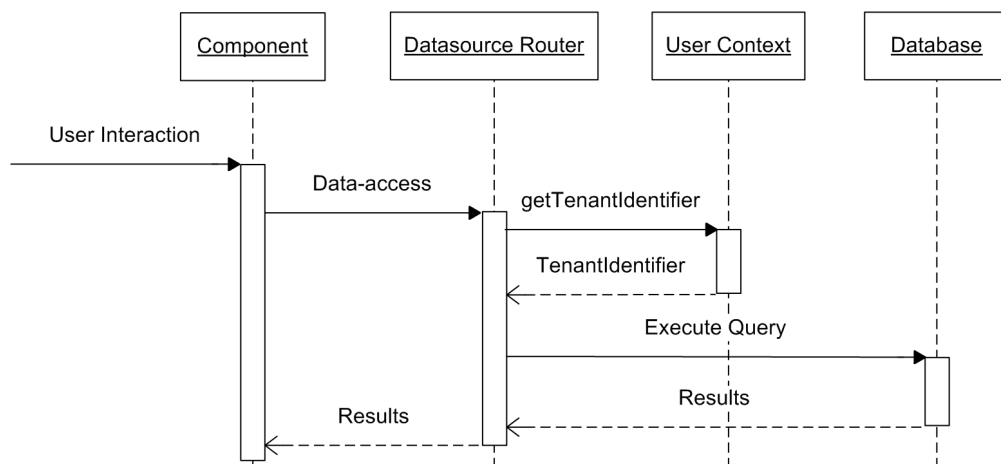 Component
Datasource Router
User Context
Database
User Interaction
Data-access
getTenantIdentifier
TenantIdentifier
Execute Query
Results
Results